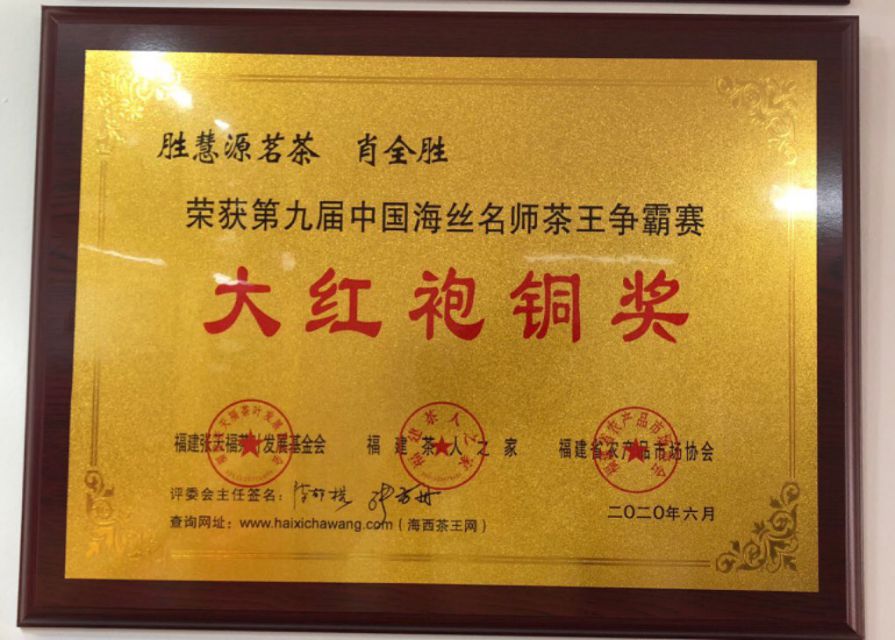 胜慧源茗茶 肖全胜
荣获第九届中国海丝名师茶王争霸赛
大红袍铜奖
福建张天福茶叶发展基金会 福建茶人之家 福建省农产品市场协会
评委会主任签名：
二〇二〇年六月
查询网址：www.haixichawang.com（海西茶王网）